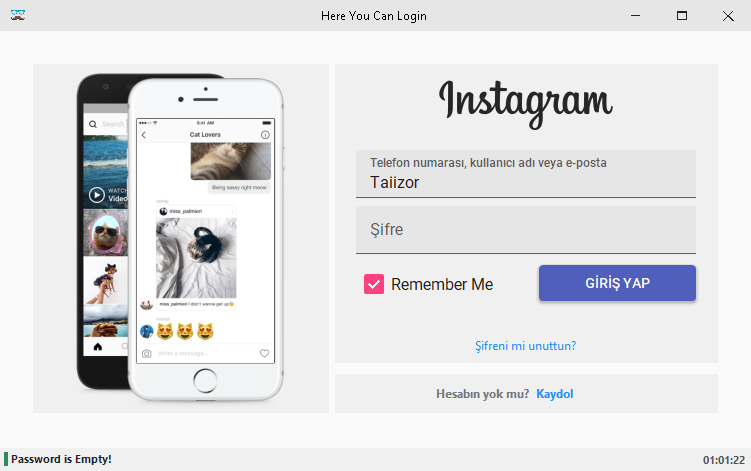 Here You Can Login
Instagram
Telefon numarası, kullanıcı adı veya e-posta
Taiizor
Şifre
Remember Me
GİRİŞ YAP
Şifreni mi unuttun?
Hesabın yok mu? Kaydol
Search
WATCH
Video
9:41 AM
Cat Lovers
Being sassy right meow
miss_palmieri
miss_palmieri I don't wanna get up
Write a message...
Password is Empty!
01:01:22